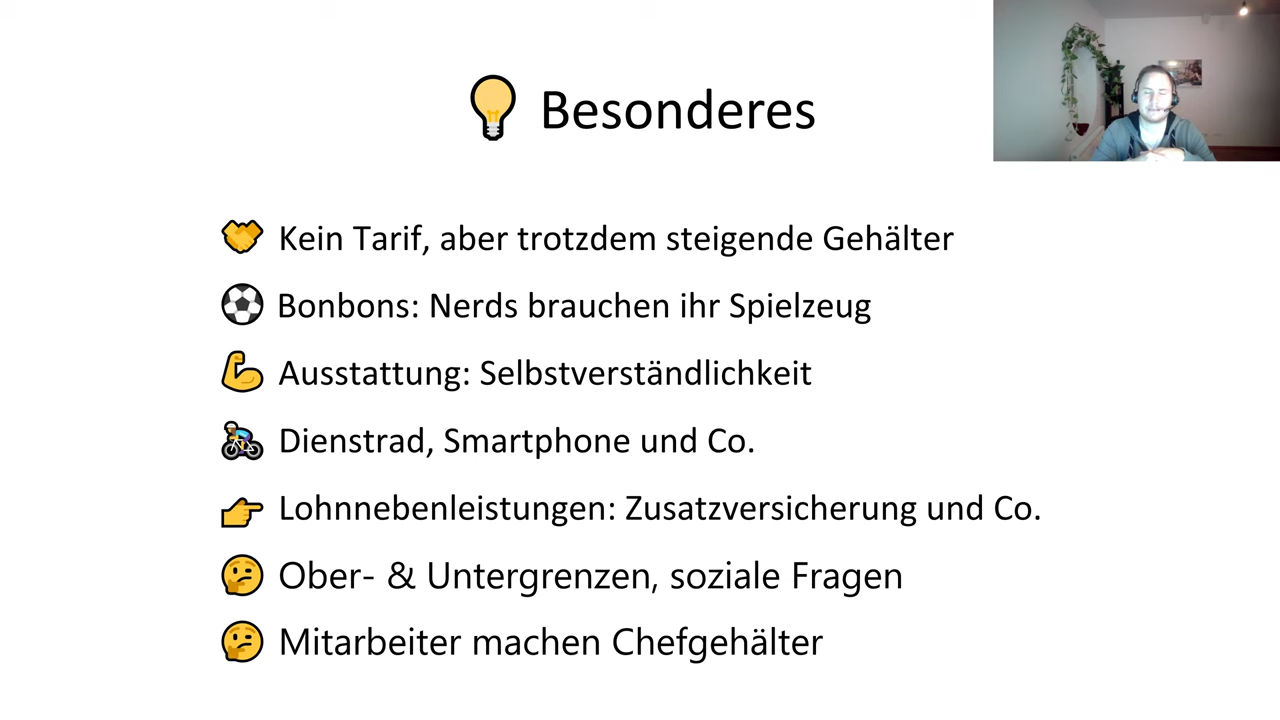 💡 Besonderes
🤝 Kein Tarif, aber trotzdem steigende Gehälter
⚽ Bonbons: Nerds brauchen ihr Spielzeug
💪 Ausstattung: Selbstverständlichkeit
🚴 Dienstrad, Smartphone und Co.
👉 Lohnnebenleistungen: Zusatzversicherung und Co.
🤔 Ober- & Untergrenzen, soziale Fragen
🤔 Mitarbeiter machen Chefgehälter